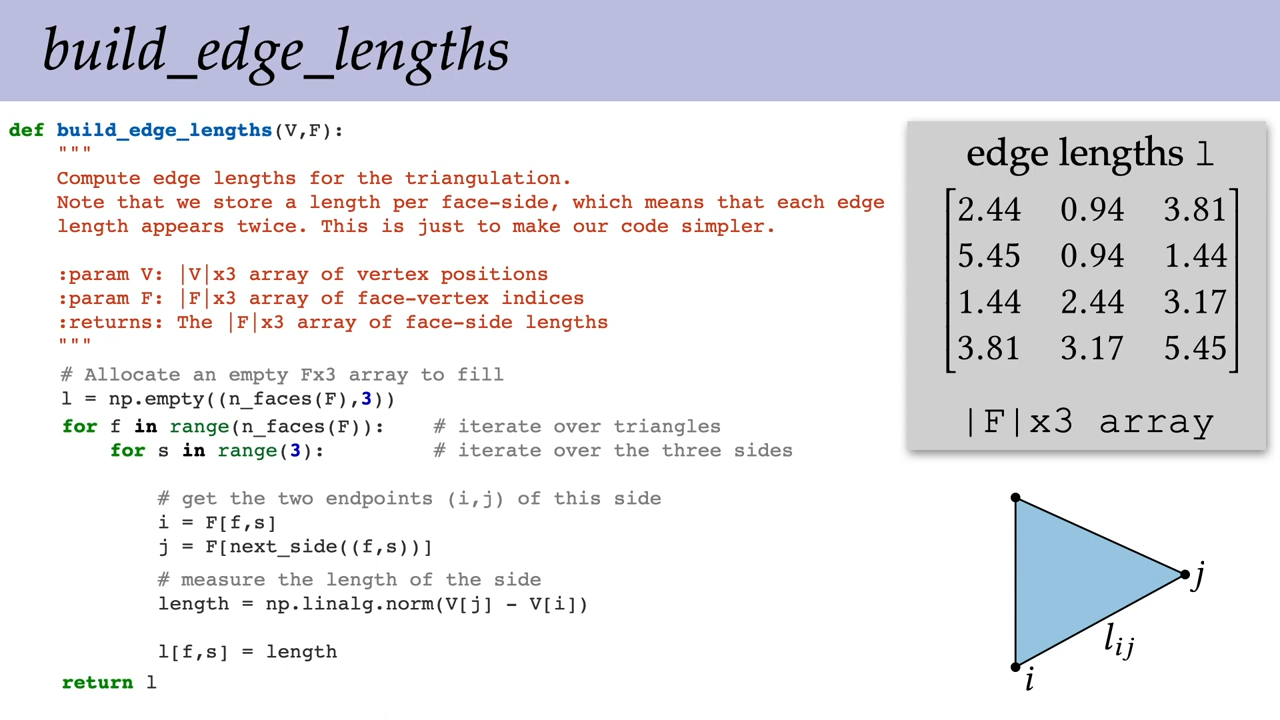 build_edge_lengths
def build_edge_lengths(V,F):
"""
Compute edge lengths for the triangulation.
Note that we store a length per face-side, which means that each edge
length appears twice. This is just to make our code simpler.
:param V: |V|x3 array of vertex positions
:param F: |F|x3 array of face-vertex indices
:returns: The |F|x3 array of face-side lengths
"""
# Allocate an empty Fx3 array to fill
l = np.empty((n_faces(F),3))
for f in range(n_faces(F)): # iterate over triangles
for s in range(3): # iterate over the three sides
# get the two endpoints (i,j) of this side
i = F[f,s]
j = F[next_side((f,s))]
# measure the length of the side
length = np.linalg.norm(V[j] - V[i])
l[f,s] = length
return l
edge lengths l
2.44 0.94 3.81
5.45 0.94 1.44
1.44 2.44 3.17
3.81 3.17 5.45
|F|x3 array
j
l_ij
i